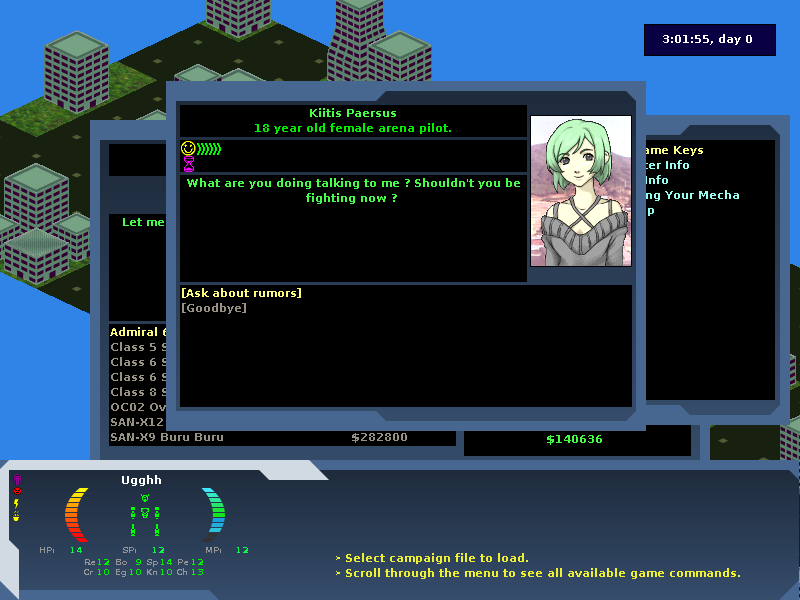 3:01:55, day 0
Kiitis Paersus
18 year old female arena pilot.
What are you doing talking to me ? Shouldn't you be
fighting now ?
[Ask about rumors]
[Goodbye]
Let me
Admiral
Class 5 S
Class 6 S
Class 6 S
Class 8 S
OC02 Ov
SAN-X12
SAN-X9 Buru Buru $282800
$140636
ame Keys
ter Info
Info
ng Your Mecha
p
Ugghh
HP: 14 SP: 12 MP: 12
Re 12 Bo 9 Sp 14 Pe 12
Cr 10 Eg 10 Kn 10 Ch 13
> Select campaign file to load.
> Scroll through the menu to see all available game commands.